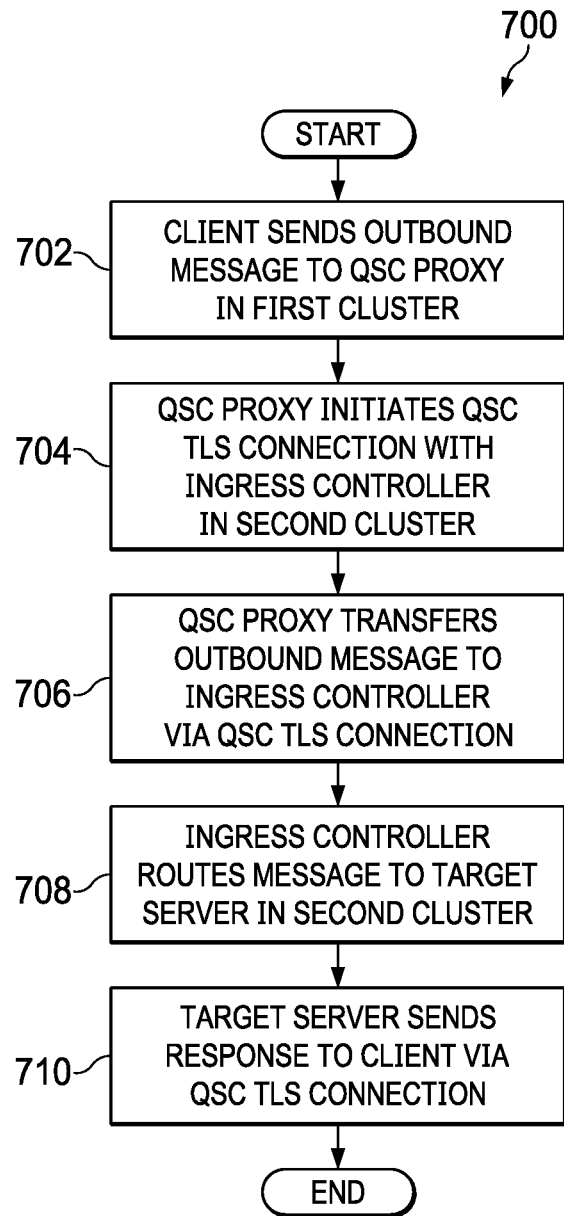 700
START
702
CLIENT SENDS OUTBOUND
MESSAGE TO QSC PROXY
IN FIRST CLUSTER
704
QSC PROXY INITIATES QSC
TLS CONNECTION WITH
INGRESS CONTROLLER
IN SECOND CLUSTER
706
QSC PROXY TRANSFERS
OUTBOUND MESSAGE TO
INGRESS CONTROLLER
VIA QSC TLS CONNECTION
708
INGRESS CONTROLLER
ROUTES MESSAGE TO TARGET
SERVER IN SECOND CLUSTER
710
TARGET SERVER SENDS
RESPONSE TO CLIENT VIA
QSC TLS CONNECTION
END